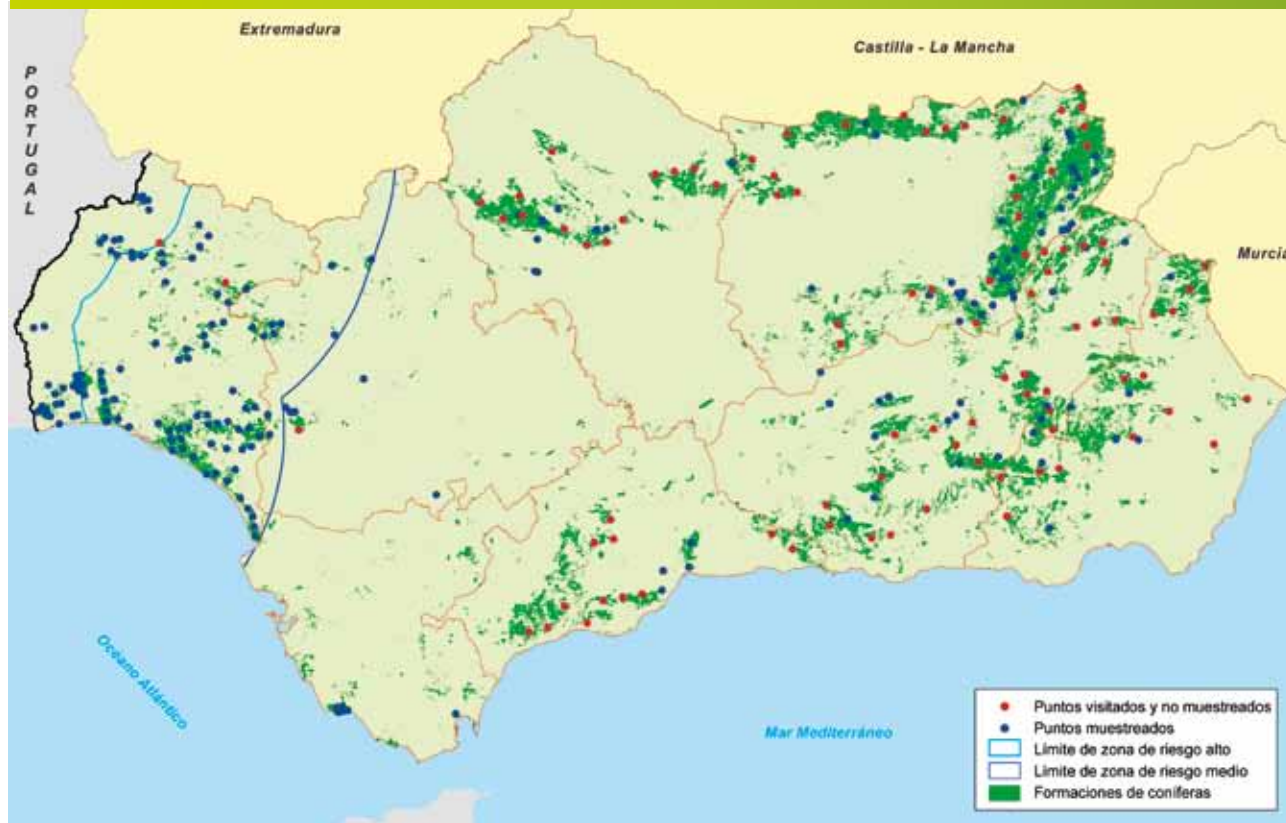 Extremadura
Castilla - La Mancha
PORTUGAL
Murcia
Océano Atlántico
Mar Mediterráneo
Puntos visitados y no muestreados
Puntos muestreados
Límite de zona de riesgo alto
Límite de zona de riesgo medio
Formaciones de coníferas